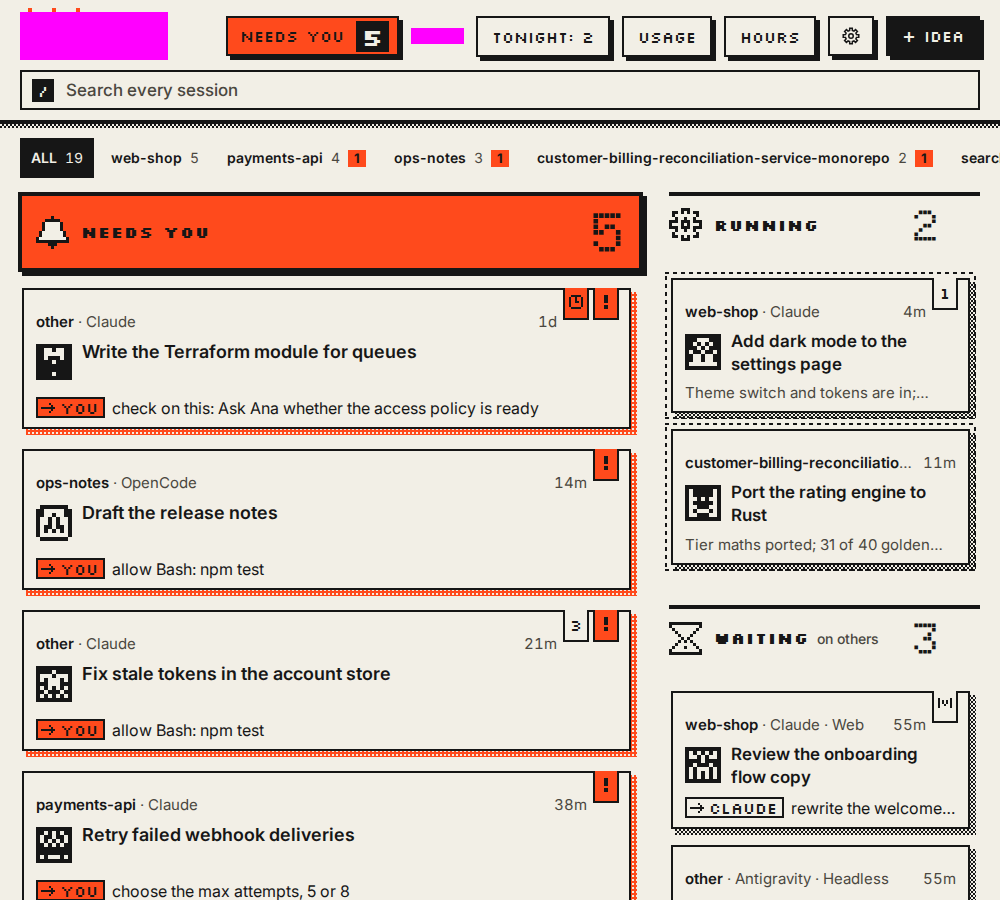 NEEDS YOU 5
TONIGHT: 2
USAGE
HOURS
+ IDEA
/ Search every session
ALL 19
web-shop 5
payments-api 4 1
ops-notes 3 1
customer-billing-reconciliation-service-monorepo 2 1
searc
NEEDS YOU 5
other · Claude 1d !
Write the Terraform module for queues
→ YOU check on this: Ask Ana whether the access policy is ready
ops-notes · OpenCode 14m !
Draft the release notes
→ YOU allow Bash: npm test
other · Claude 21m 3 !
Fix stale tokens in the account store
→ YOU allow Bash: npm test
payments-api · Claude 38m !
Retry failed webhook deliveries
→ YOU choose the max attempts, 5 or 8
RUNNING 2
web-shop · Claude 4m 1
Add dark mode to the
settings page
Theme switch and tokens are in;...
customer-billing-reconciliatio... 11m
Port the rating engine to
Rust
Tier maths ported; 31 of 40 golden...
WAITING on others 3
web-shop · Claude · Web 55m
Review the onboarding
flow copy
→ CLAUDE rewrite the welcome...
other · Antigravity · Headless 55m